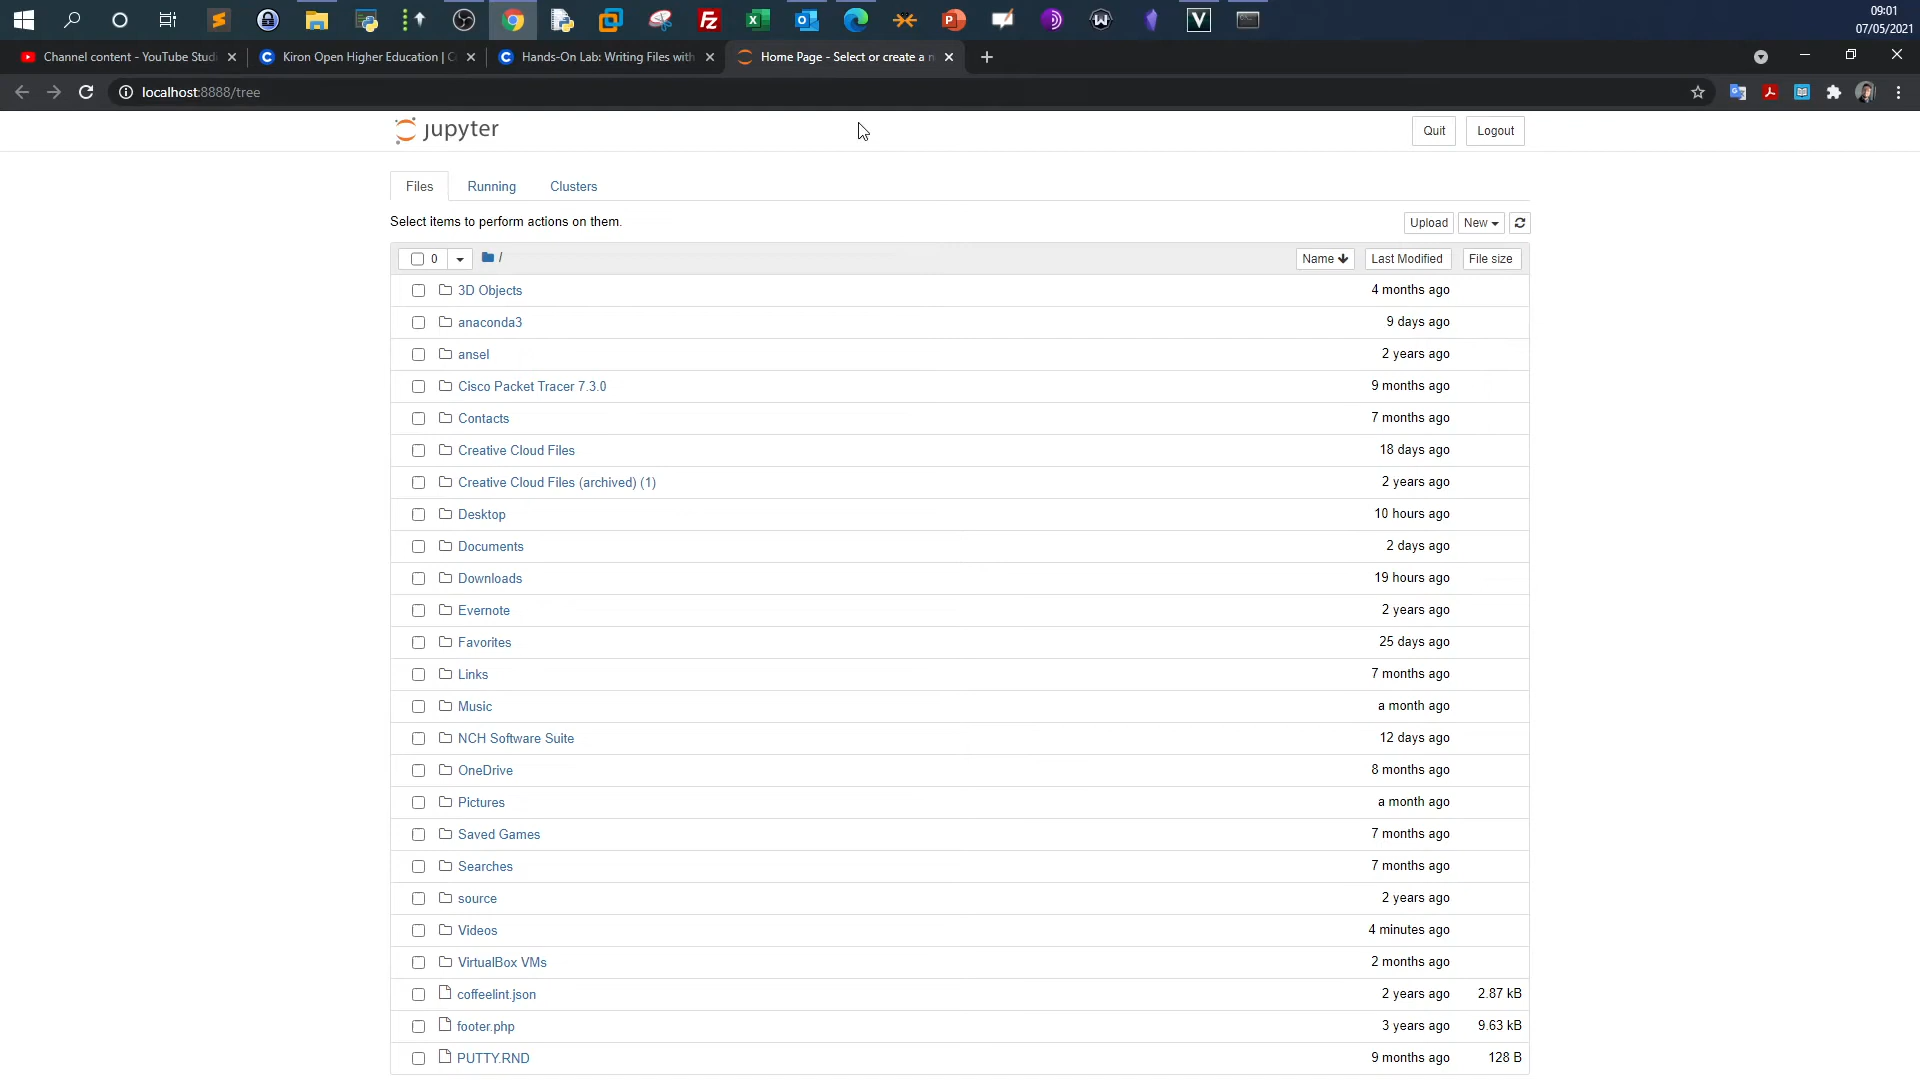 09:01
07/05/2021
Channel content - YouTube Studi
Kiron Open Higher Education | C
Hands-On Lab: Writing Files with
Home Page - Select or create a n
localhost:8888/tree
jupyter
Quit
Logout
Files
Running
Clusters
Select items to perform actions on them.
Upload
New
0
/
Name
Last Modified
File size
3D Objects 4 months ago
anaconda3 9 days ago
ansel 2 years ago
Cisco Packet Tracer 7.3.0 9 months ago
Contacts 7 months ago
Creative Cloud Files 18 days ago
Creative Cloud Files (archived) (1) 2 years ago
Desktop 10 hours ago
Documents 2 days ago
Downloads 19 hours ago
Evernote 2 years ago
Favorites 25 days ago
Links 7 months ago
Music a month ago
NCH Software Suite 12 days ago
OneDrive 8 months ago
Pictures a month ago
Saved Games 7 months ago
Searches 7 months ago
source 2 years ago
Videos 4 minutes ago
VirtualBox VMs 2 months ago
coffeelint.json 2 years ago 2.87 kB
footer.php 3 years ago 9.63 kB
PUTTY.RND 9 months ago 128 B